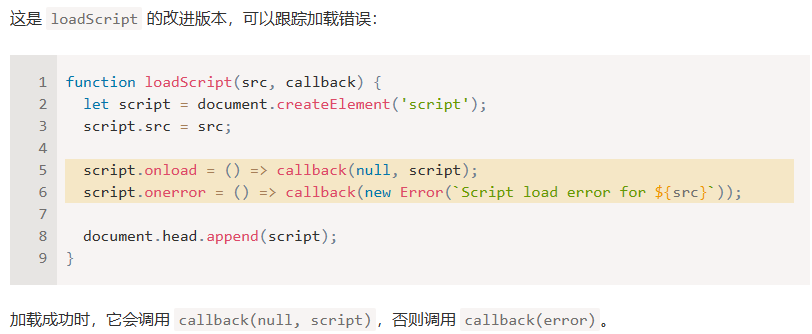 这是 loadScript 的改进版本，可以跟踪加载错误：
1 function loadScript(src, callback) {
2   let script = document.createElement('script');
3   script.src = src;
4
5   script.onload = () => callback(null, script);
6   script.onerror = () => callback(new Error(`Script load error for ${src}`));
7
8   document.head.append(script);
9 }
加载成功时，它会调用 callback(null, script)，否则调用 callback(error)。